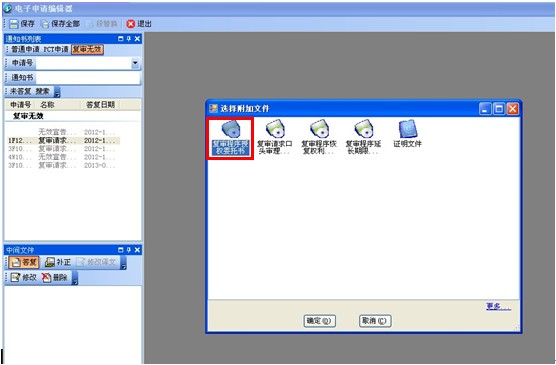 电子申请编辑器
保存 保存全部 自获替换 退出
通知书列表
普通申请 PCT申请 复审无效
申请号
通知书
未答复 搜索
申请号 名称 答复日期
复审无效
无效宣告... 2012-1...
1F12... 复审请求... 2012-1...
3F10... 复审请求... 2012-1...
4W10... 无效宣告... 2012-1...
3F10... 复审请求... 2013-0...
中间文件
答复 补正 修改译文
修改 删除
选择附加文件
复审程序授权委托书
复审请求口头审理...
复审程序恢复权利...
复审程序延长期限...
证明文件
更多...
确定(O) 取消(C)